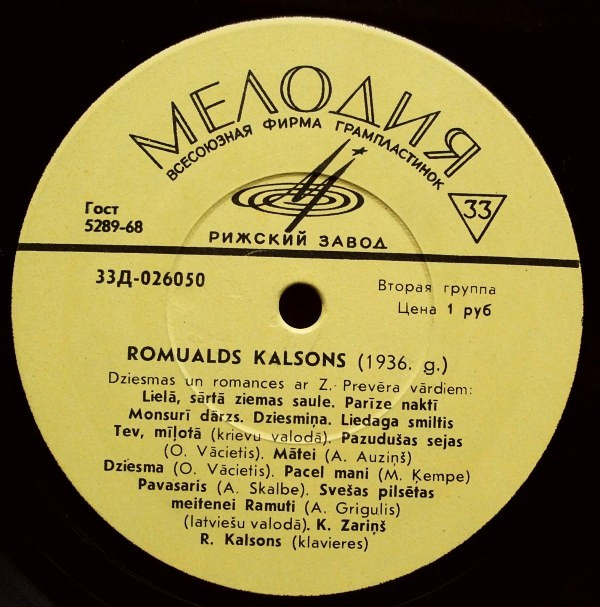 МЕЛОДИЯ
ВСЕСОЮЗНАЯ ФИРМА ГРАМПЛАСТИНОК
33
Гост
5289-68
РИЖСКИЙ ЗАВОД
33Д-026050
Вторая группа
Цена 1 руб
ROMUALDS KALSONS (1936. g.)
Dziesmas un romances ar Z. Prevēra vārdiem:
Lielā, sārtā ziemas saule. Parīze naktī
Monsurī dārzs. Dziesmiņa. Liedaga smiltis
Tev, mīļotā (krievu valodā). Pazudušas sejas
(O. Vācietis). Mātei (A. Auziņš)
Dziesma (O. Vācietis). Pacel mani (M. Ķempe)
Pavasaris (A. Skalbe). Svešas pilsētas
meitenei Ramuti (A. Grigulis)
(latviešu valodā). K. Zariņš
R. Kalsons (klavieres)